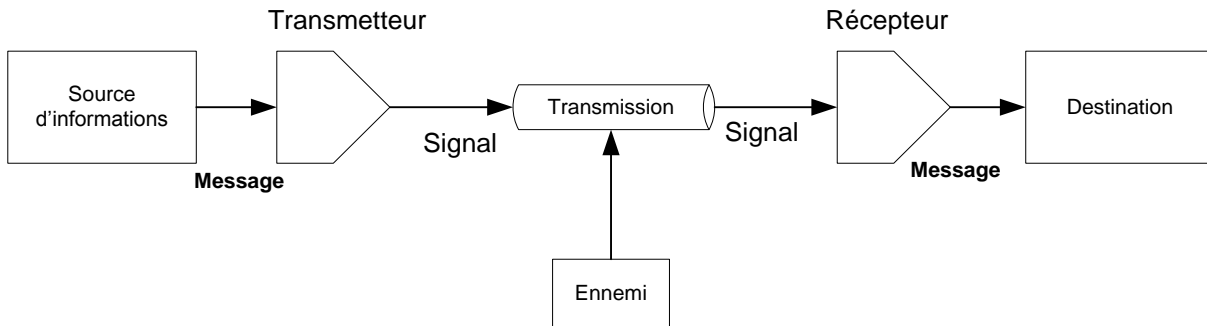 Transmetteur
Récepteur
Source
d'informations
Transmission
Destination
Signal
Signal
Message
Message
Ennemi